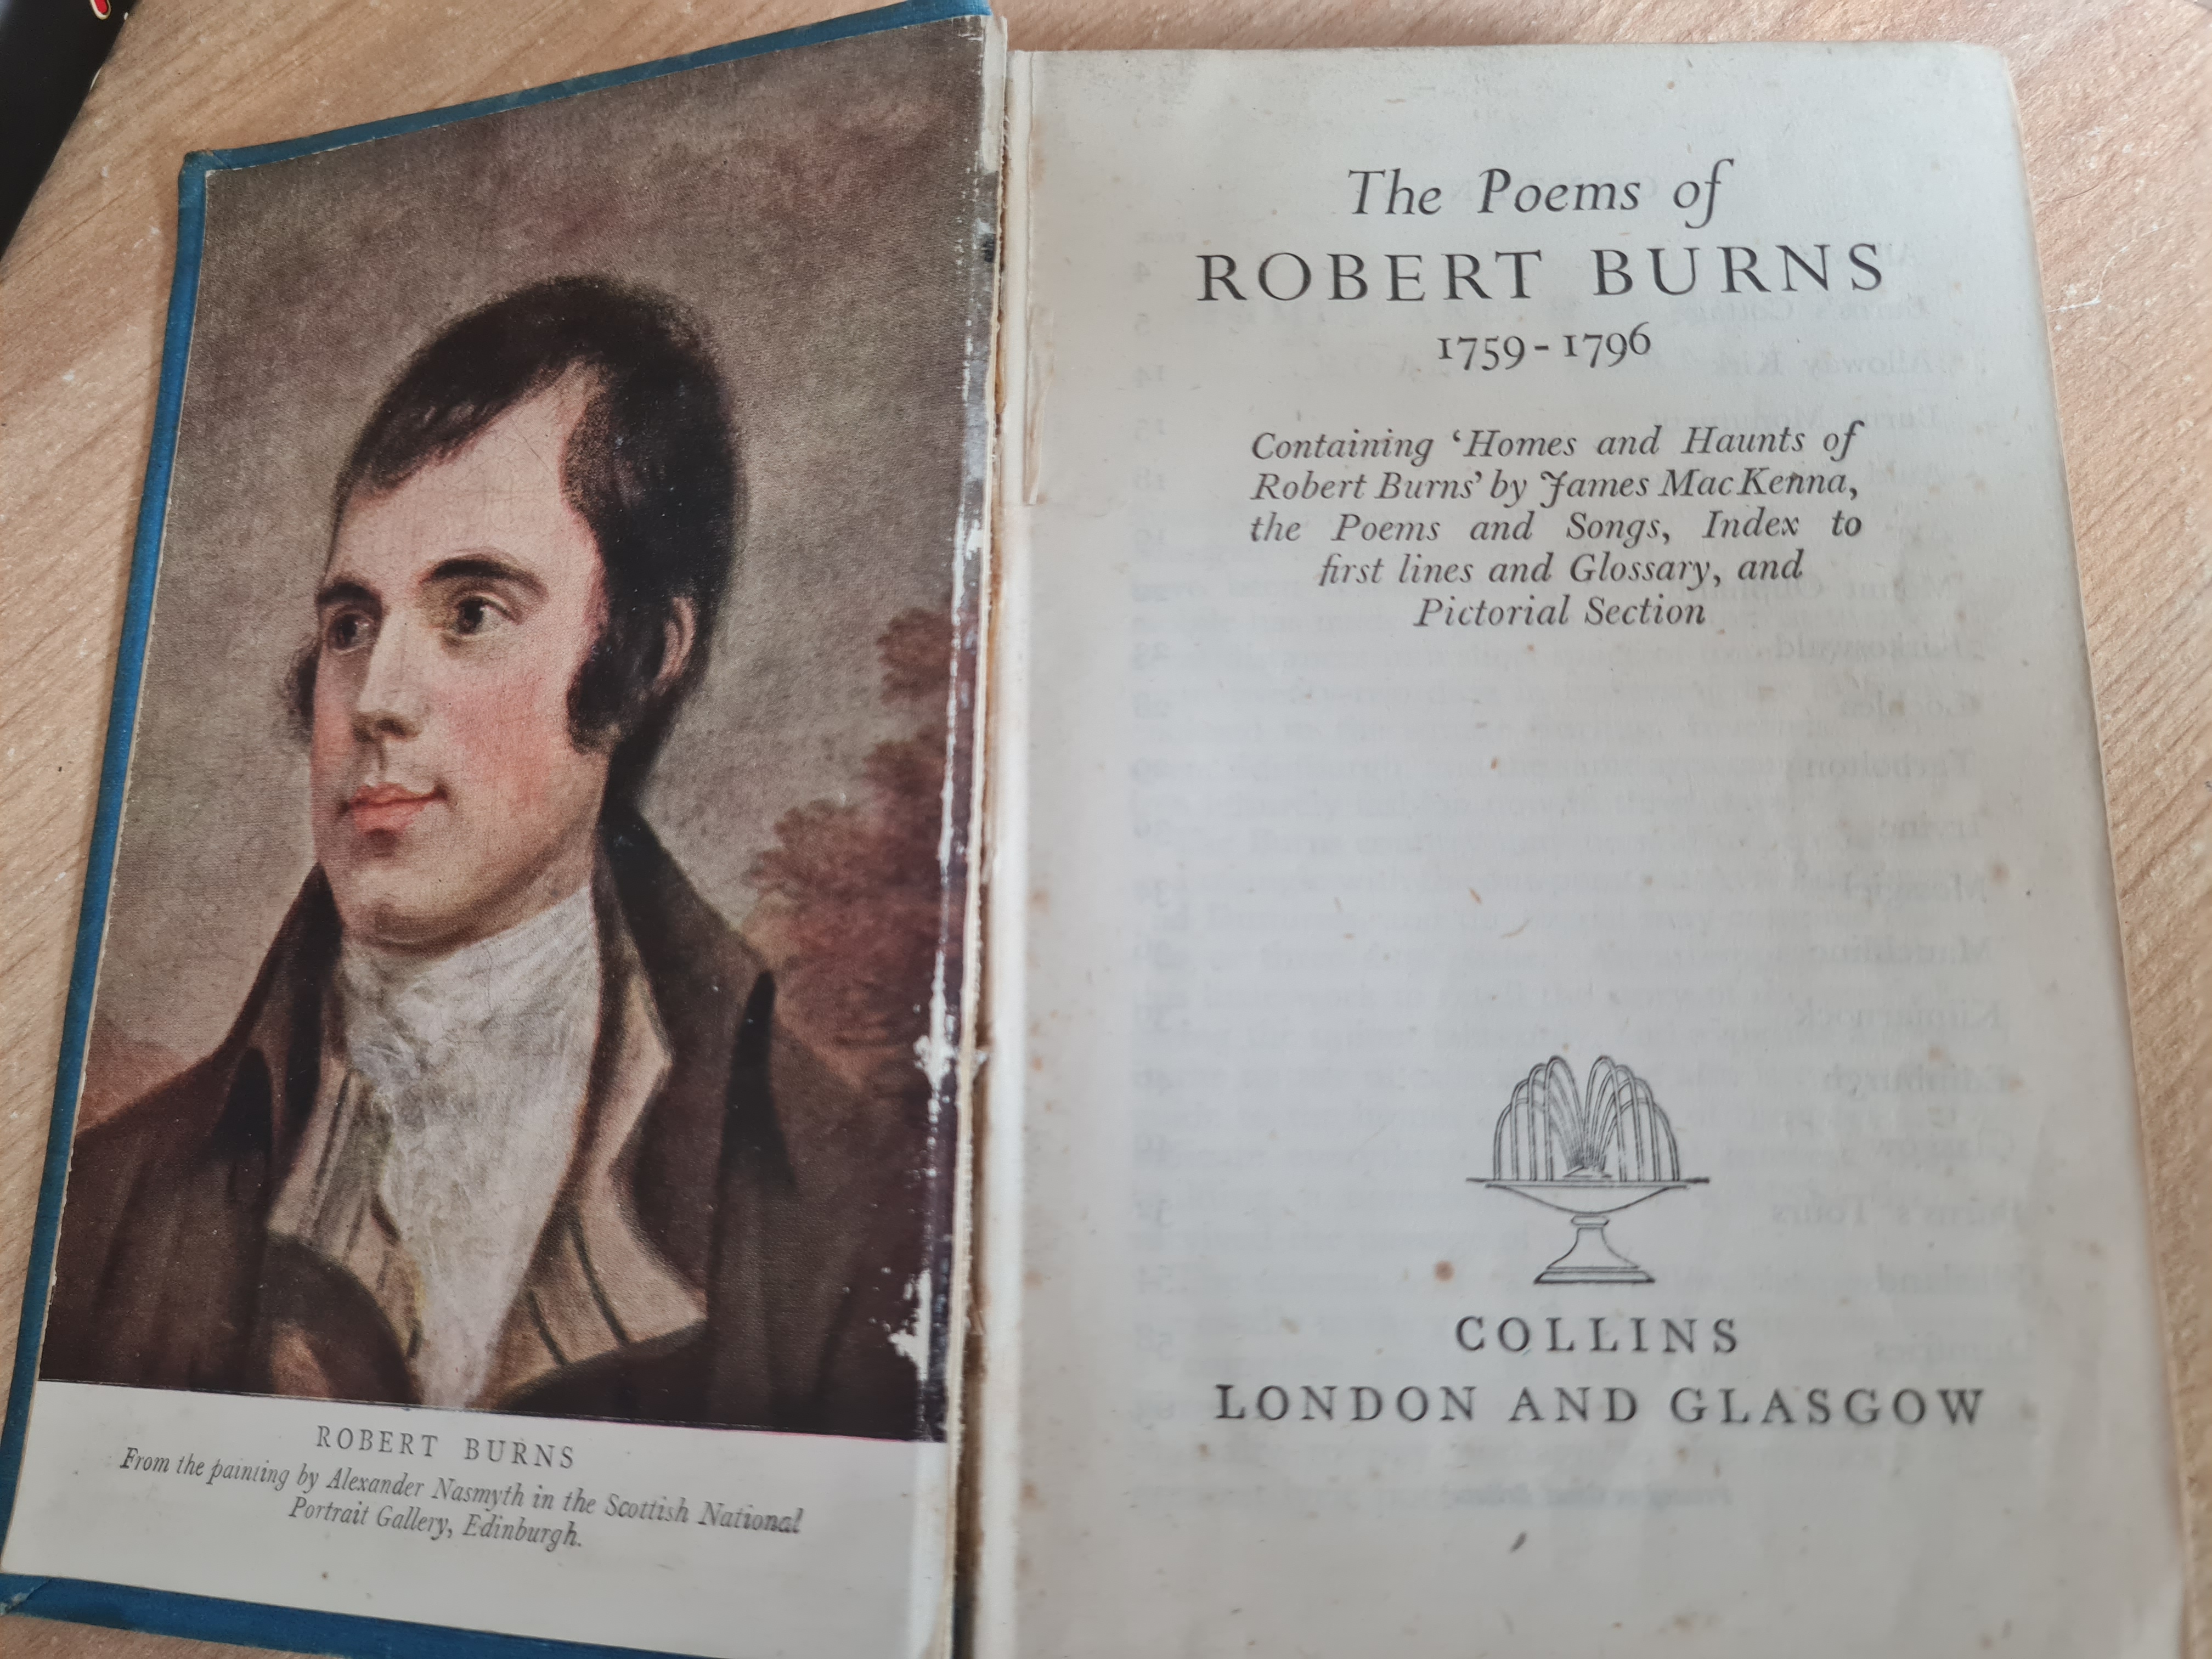 ROBERT BURNS
From the painting by Alexander Nasmyth in the Scottish National
Portrait Gallery, Edinburgh.
The Poems of
ROBERT BURNS
1759-1796
Containing ‘Homes and Haunts of
Robert Burns’ by James MacKenna,
the Poems and Songs, Index to
first lines and Glossary, and
Pictorial Section
COLLINS
LONDON AND GLASGOW